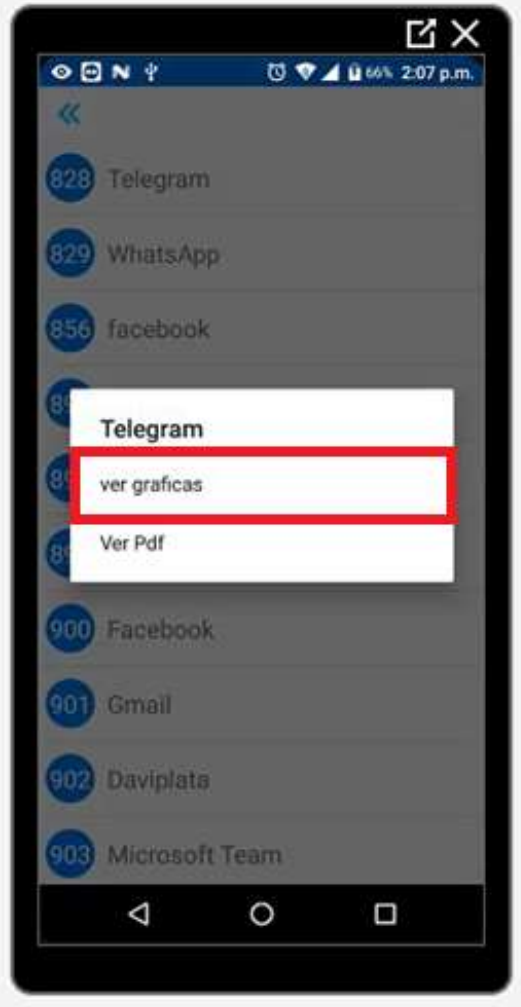 66% 2:07 p.m.
828 Telegram
829 WhatsApp
856 facebook
Telegram
ver graficas
Ver Pdf
900 Facebook
901 Gmail
902 Daviplata
903 Microsoft Team